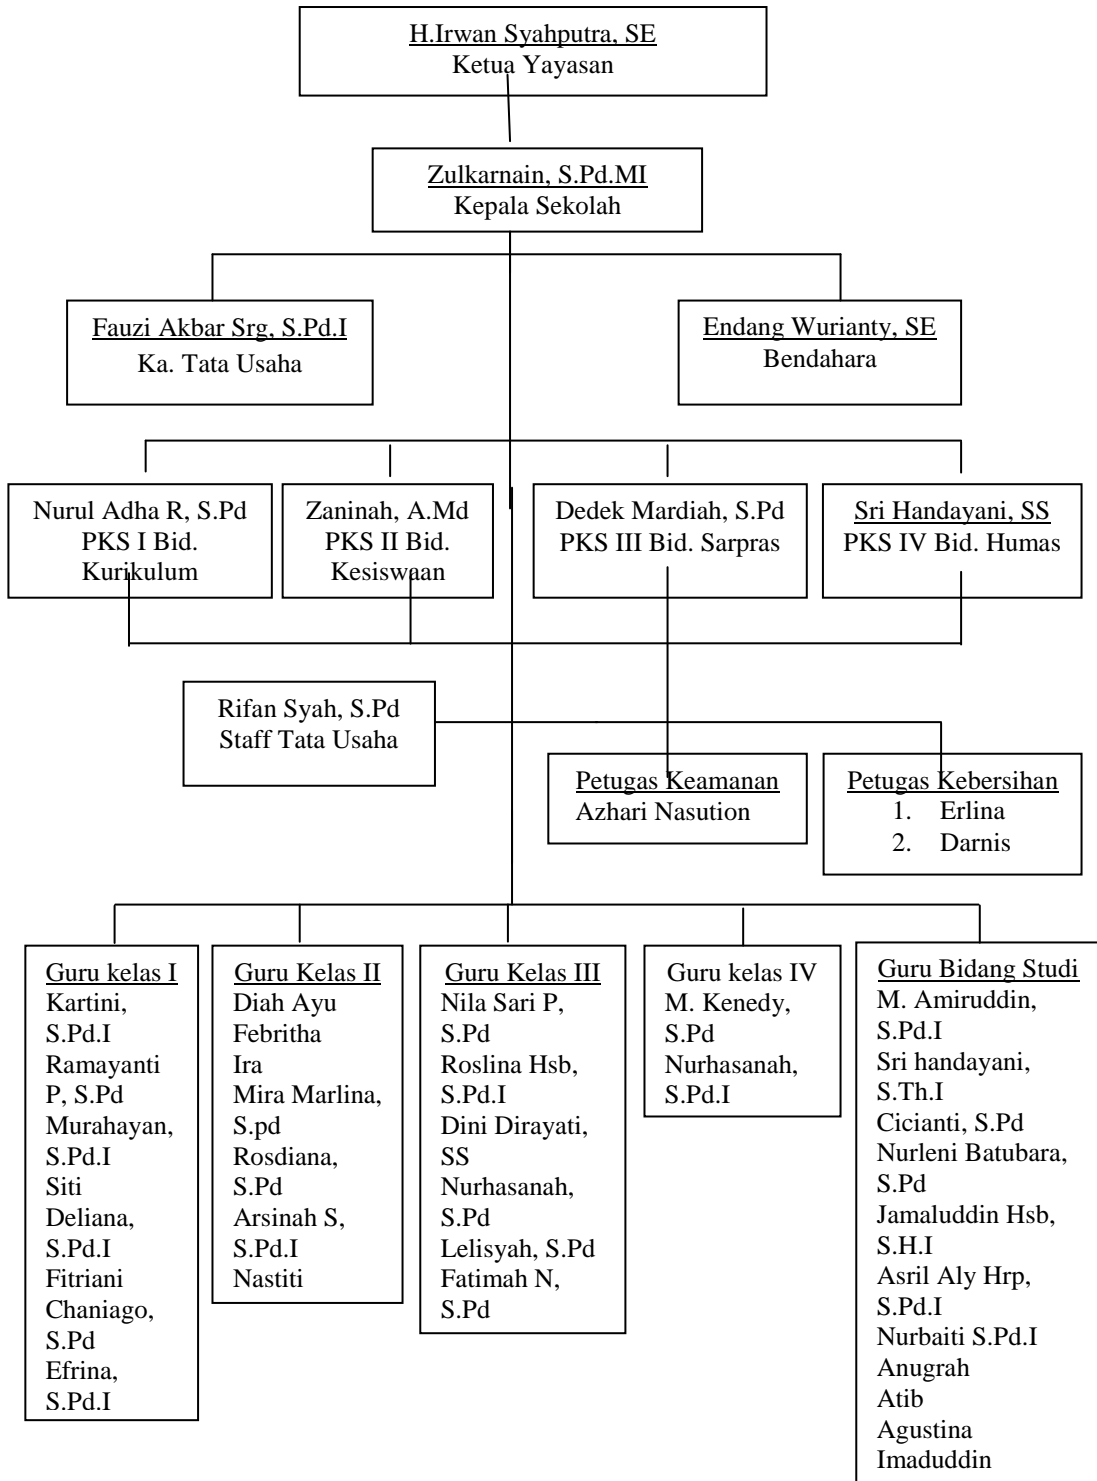 H.Irwan Syahputra, SE
Ketua Yayasan
Zulkarnain, S.Pd.MI
Kepala Sekolah
Fauzi Akbar Srg, S.Pd.I
Ka. Tata Usaha
Endang Wurianty, SE
Bendahara
Nurul Adha R, S.Pd
PKS I Bid.
Kurikulum
Zaninah, A.Md
PKS II Bid.
Kesiswaan
Dedek Mardiah, S.Pd
PKS III Bid. Sarpras
Sri Handayani, SS
PKS IV Bid. Humas
Rifan Syah, S.Pd
Staff Tata Usaha
Petugas Keamanan
Azhari Nasution
Petugas Kebersihan
1. Erlina
2. Darnis
Guru kelas I
Kartini,
S.Pd.I
Ramayanti
P, S.Pd
Murahayan,
S.Pd.I
Siti
Deliana,
S.Pd.I
Fitriani
Chaniago,
S.Pd
Efrina,
S.Pd.I
Guru Kelas II
Diah Ayu
Febritha
Ira
Mira Marlina,
S.pd
Rosdiana,
S.Pd
Arsinah S,
S.Pd.I
Nastiti
Guru Kelas III
Nila Sari P,
S.Pd
Roslina Hsb,
S.Pd.I
Dini Dirayati,
SS
Nurhasanah,
S.Pd
Lelisyah, S.Pd
Fatimah N,
S.Pd
Guru kelas IV
M. Kenedy,
S.Pd
Nurhasanah,
S.Pd.I
Guru Bidang Studi
M. Amiruddin,
S.Pd.I
Sri handayani,
S.Th.I
Cicianti, S.Pd
Nurleni Batubara,
S.Pd
Jamaluddin Hsb,
S.H.I
Asril Aly Hrp,
S.Pd.I
Nurbaiti S.Pd.I
Anugrah
Atib
Agustina
Imaduddin